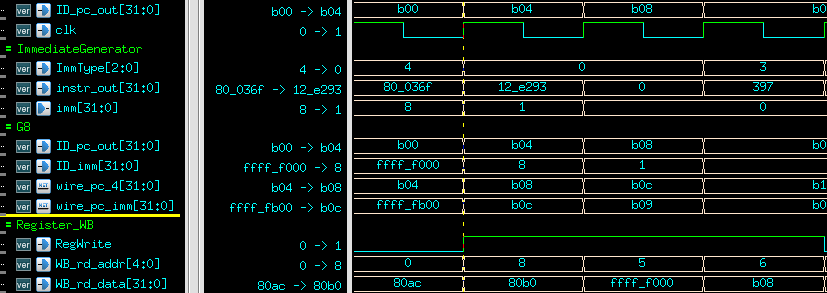 ver ID_pc_out[31:0] b00 -> b04 b00 b04 b08 b0
ver clk 0 -> 1
= ImmediateGenerator
ver ImmType[2:0] 4 -> 0 4 0 3
ver instr_out[31:0] 80_036f -> 12_e293 80_036f 12_e293 0 397
ver imm[31:0] 8 -> 1 8 1 0
= G8
ver ID_pc_out[31:0] b00 -> b04 b00 b04 b08 b0
ver ID_imm[31:0] ffff_f000 -> 8 ffff_f000 8 1
ver wire_pc_4[31:0] b04 -> b08 b04 b08 b0c b1
ver wire_pc_imm[31:0] ffff_fb00 -> b0c ffff_fb00 b0c b09 b0
= Register_WB
ver RegWrite 0 -> 1
ver WB_rd_addr[4:0] 0 -> 8 0 8 5 6
ver WB_rd_data[31:0] 80ac -> 80b0 80ac 80b0 ffff_f000 b08